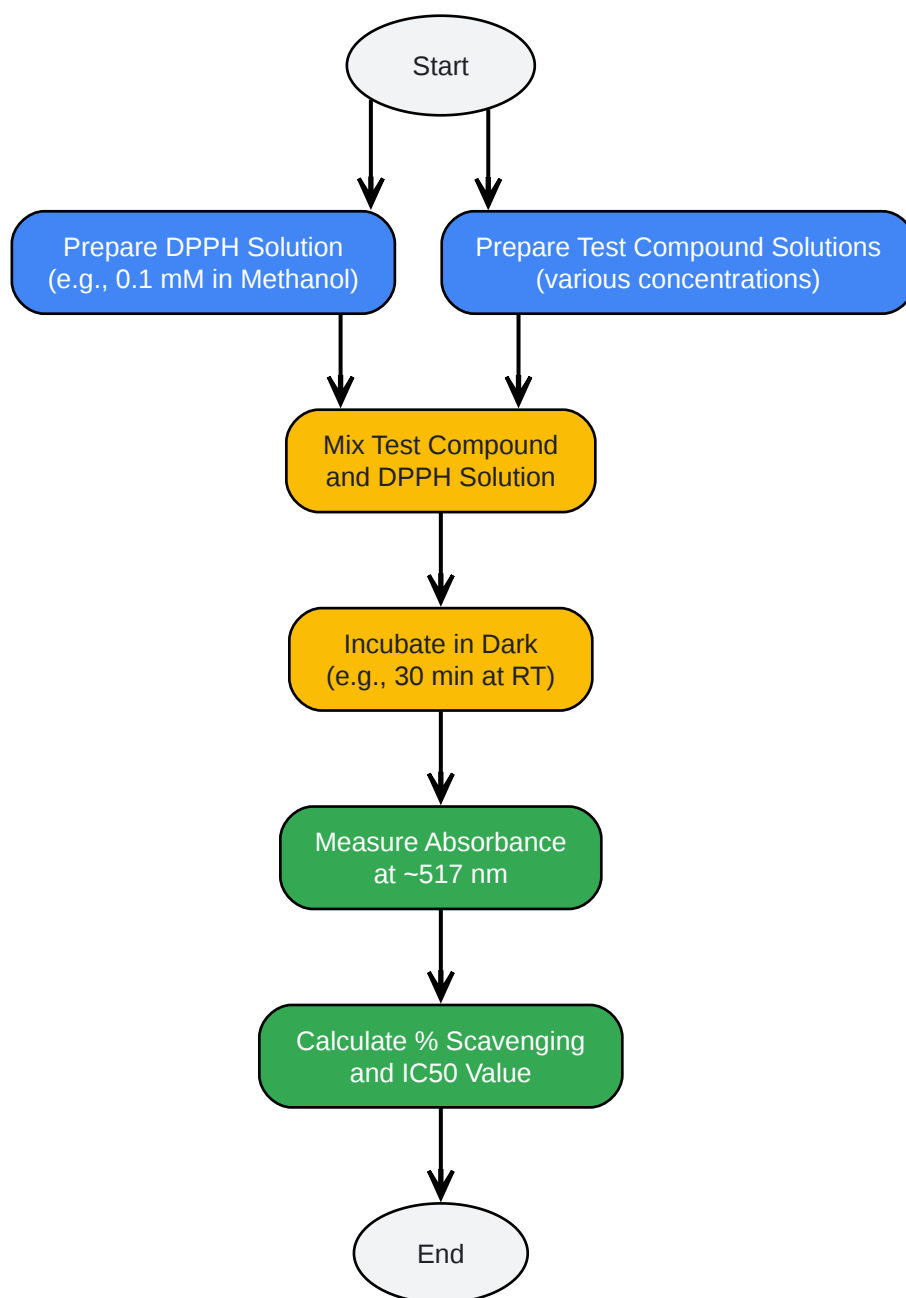 Start
Prepare DPPH Solution
(e.g., 0.1 mM in Methanol)
Prepare Test Compound Solutions
(various concentrations)
Mix Test Compound
and DPPH Solution
Incubate in Dark
(e.g., 30 min at RT)
Measure Absorbance
at ~517 nm
Calculate % Scavenging
and IC50 Value
End